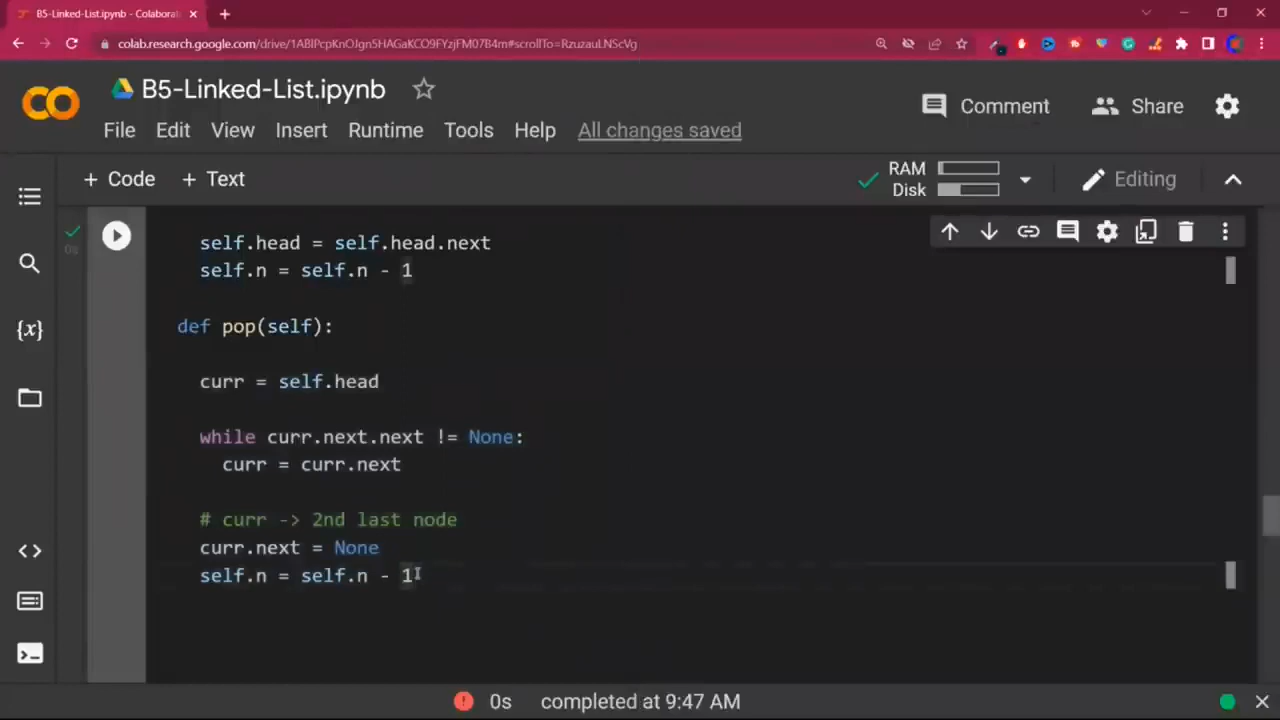 B5-Linked-List.ipynb - Colaborat
colab.research.google.com/drive/1ABlPcpKnOJgn5HAGaKCO9FYzjFM07B4m#scrollTo=RzuzauLNScVg
B5-Linked-List.ipynb
Comment
Share
File Edit View Insert Runtime Tools Help All changes saved
+ Code + Text
RAM
Disk
Editing
0s
self.head = self.head.next
self.n = self.n - 1
def pop(self):
curr = self.head
while curr.next.next != None:
curr = curr.next
# curr -> 2nd last node
curr.next = None
self.n = self.n - 1
{x}
0s completed at 9:47 AM